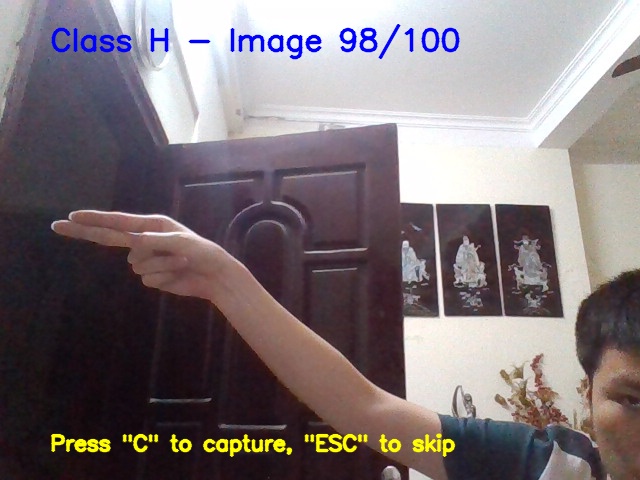 Class H - Image 98/100
Press "C" to capture, "ESC" to skip